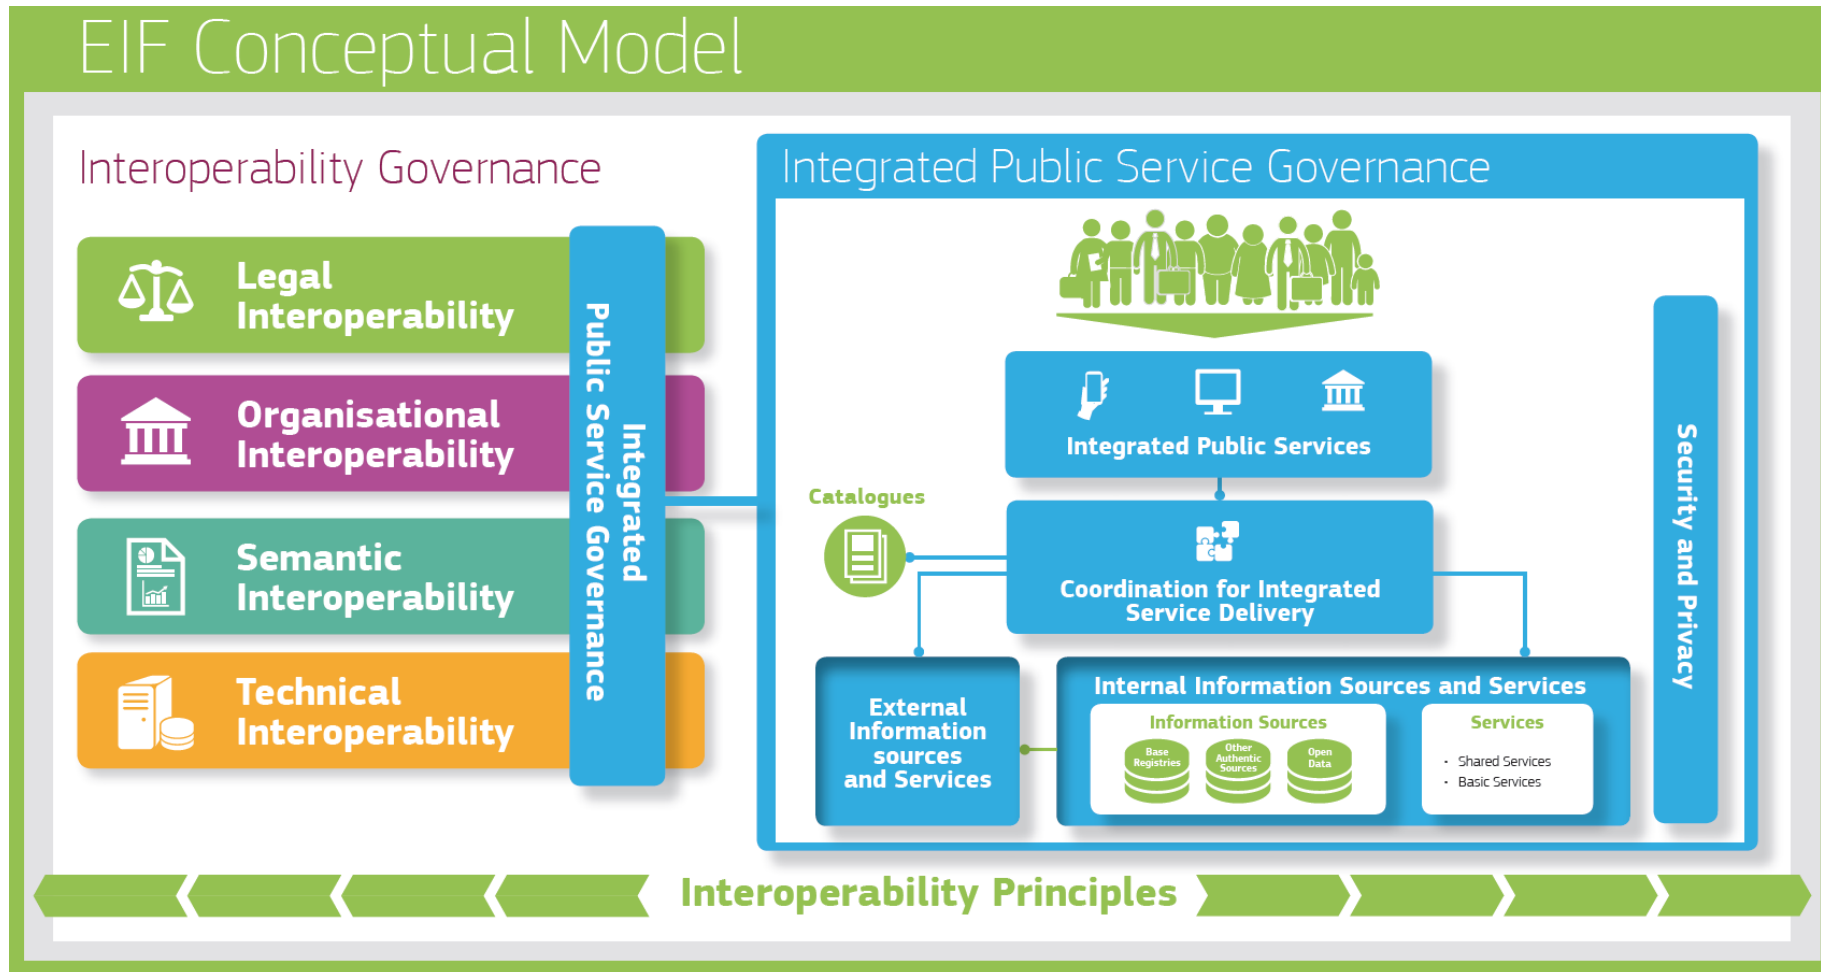 EIF Conceptual Model
Interoperability Governance
Legal
Interoperability
Organisational
Interoperability
Semantic
Interoperability
Technical
Interoperability
Integrated
Public Service Governance
Integrated Public Service Governance
Integrated Public Services
Catalogues
Coordination for Integrated
Service Delivery
External
Information
sources
and Services
Internal Information Sources and Services
Information Sources
Base
Registries
Other
Authentic
Sources
Open
Data
Services
· Shared Services
· Basic Services
Security and Privacy
Interoperability Principles